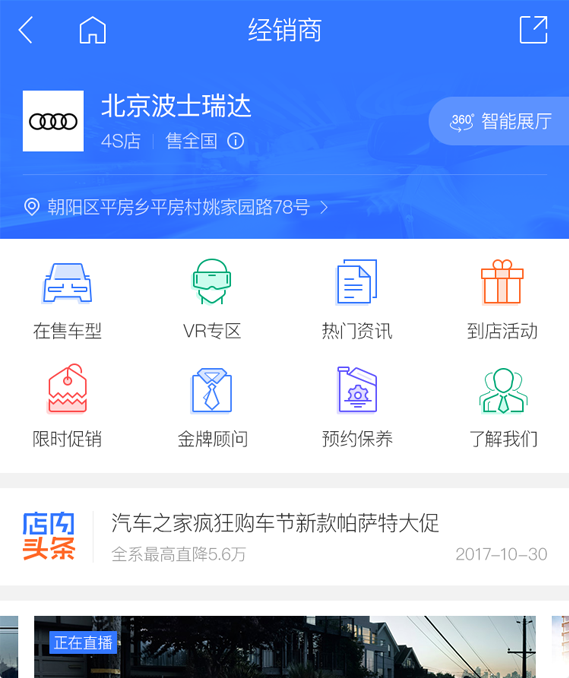 经销商
北京波士瑞达
4S店 售全国
360° 智能展厅
朝阳区平房乡平房村姚家园路78号
在售车型 VR专区 热门资讯 到店活动
限时促销 金牌顾问 预约保养 了解我们
店内
头条
汽车之家疯狂购车节新款帕萨特大促
全系最高直降5.6万 2017-10-30
正在直播